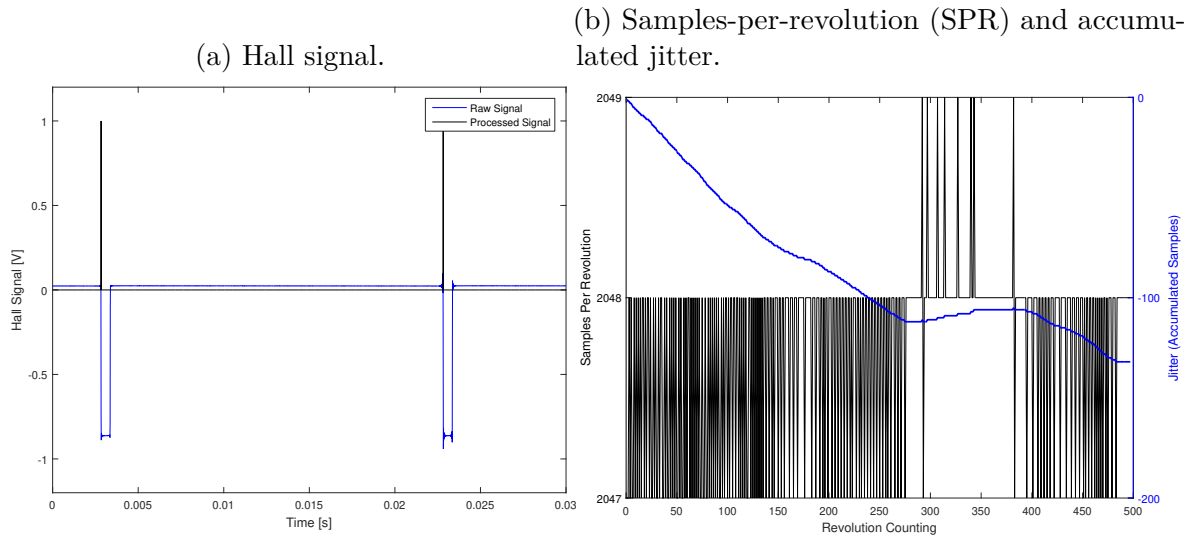 (a) Hall signal.
(b) Samples-per-revolution (SPR) and accumu-
lated jitter.
Raw Signal
Processed Signal
1
0.5
0
-0.5
-1
Hall Signal [V]
0
0.005
0.01
0.015
0.02
0.025
0.03
Time [s]
2049
2048
2047
Samples Per Revolution
0
-100
-200
Jitter (Accumulated Samples)
0
50
100
150
200
250
300
350
400
450
500
Revolution Counting